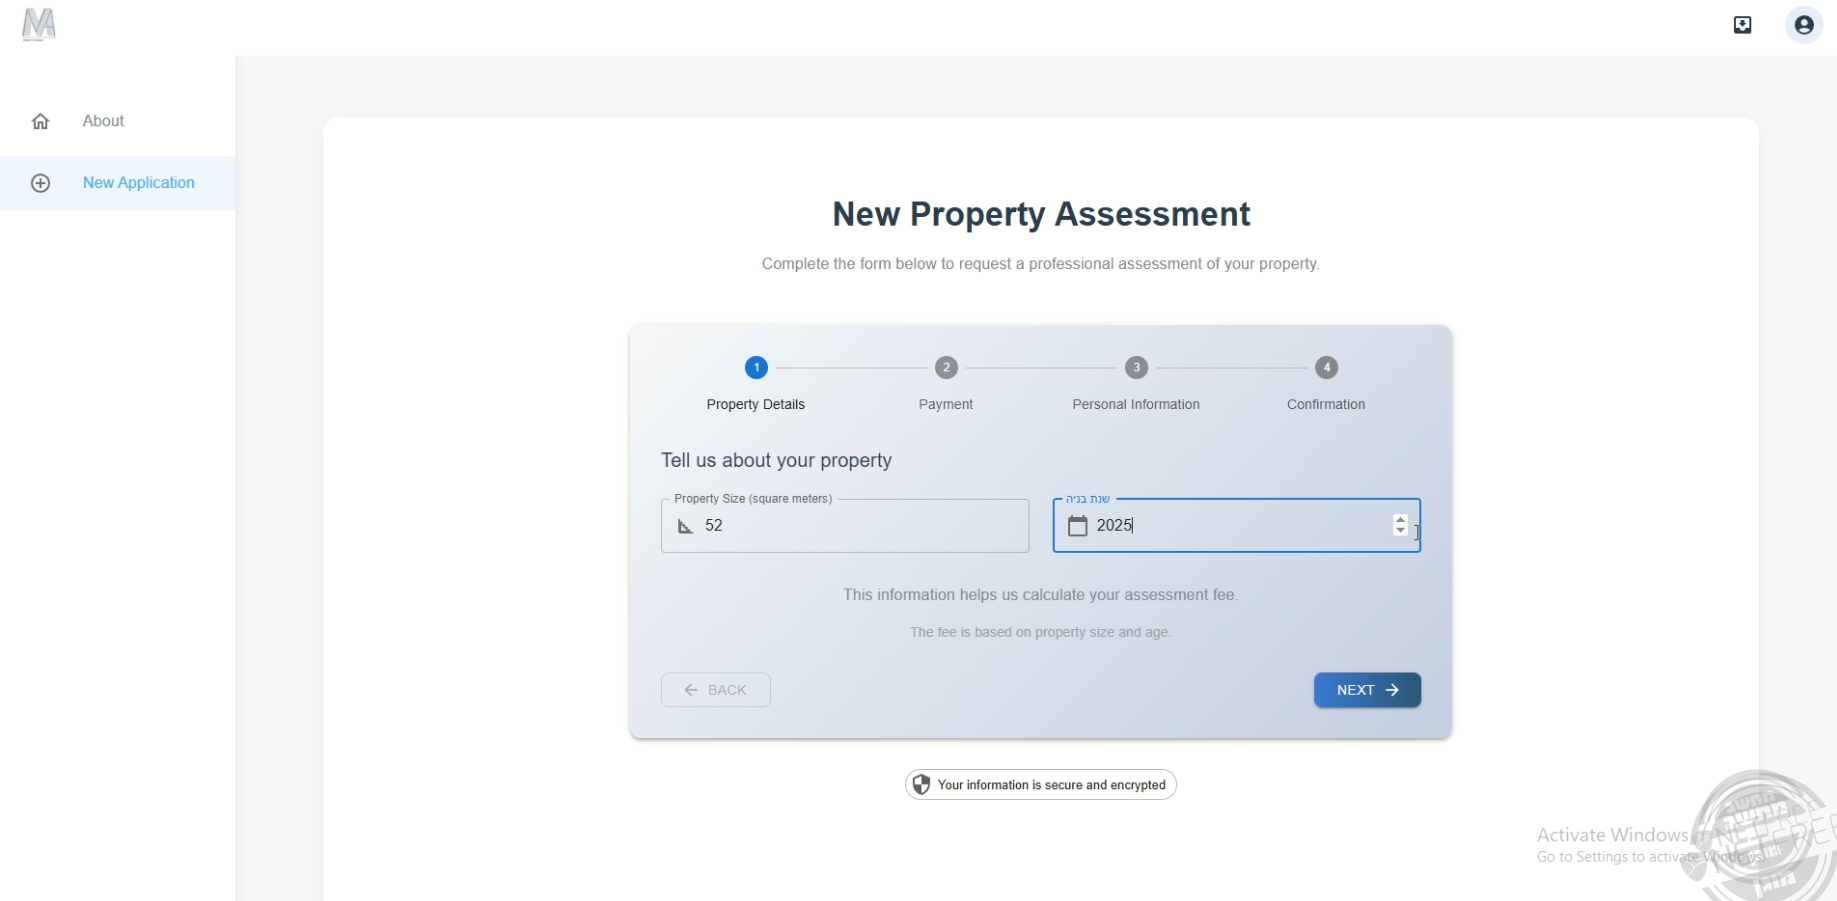 About
New Application
New Property Assessment
Complete the form below to request a professional assessment of your property.
1
2
3
4
Property Details
Payment
Personal Information
Confirmation
Tell us about your property
Property Size (square meters)
52
שנת בניה
2025
This information helps us calculate your assessment fee.
The fee is based on property size and age.
BACK
NEXT
Your information is secure and encrypted
Activate Windows
Go to Settings to activate Windows.